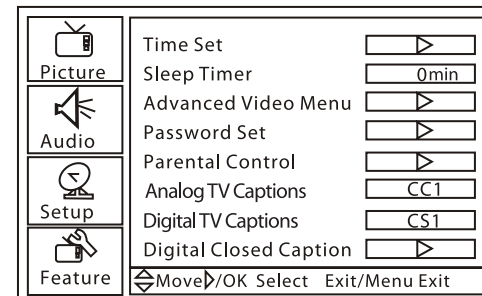 Picture
Audio
Setup
Feature
Time Set
Sleep Timer 0min
Advanced Video Menu
Password Set
Parental Control
Analog TV Captions CC1
Digital TV Captions CS1
Digital Closed Caption
Move /OK Select Exit/Menu Exit